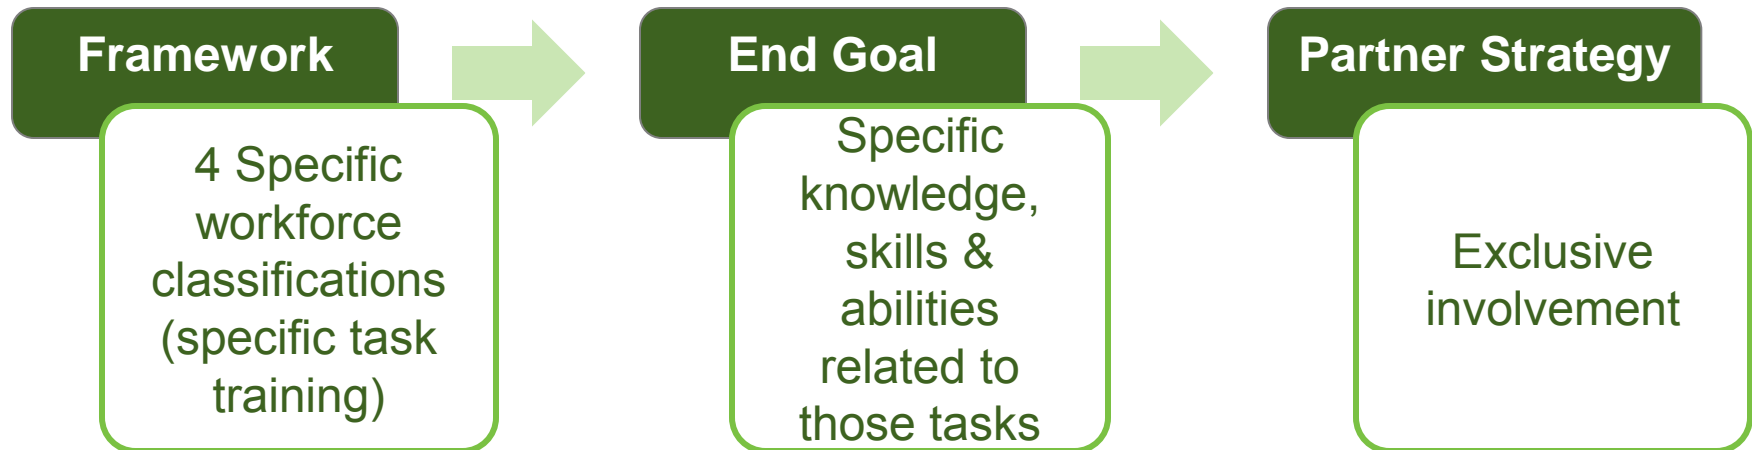 Framework
4 Specific
workforce
classifications
(specific task
training)
End Goal
Specific
knowledge,
skills &
abilities
related to
those tasks
Partner Strategy
Exclusive
involvement